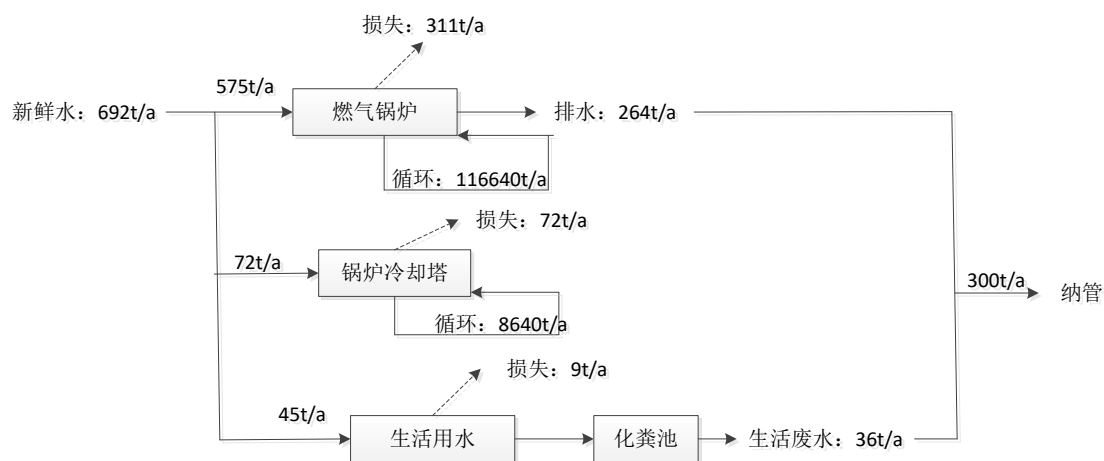 损失：311t/a
575t/a
新鲜水：692t/a
燃气锅炉
排水：264t/a
循环：116640t/a
损失：72t/a
72t/a
锅炉冷却塔
300t/a
纳管
循环：8640t/a
损失：9t/a
45t/a
生活用水
化粪池
生活废水：36t/a